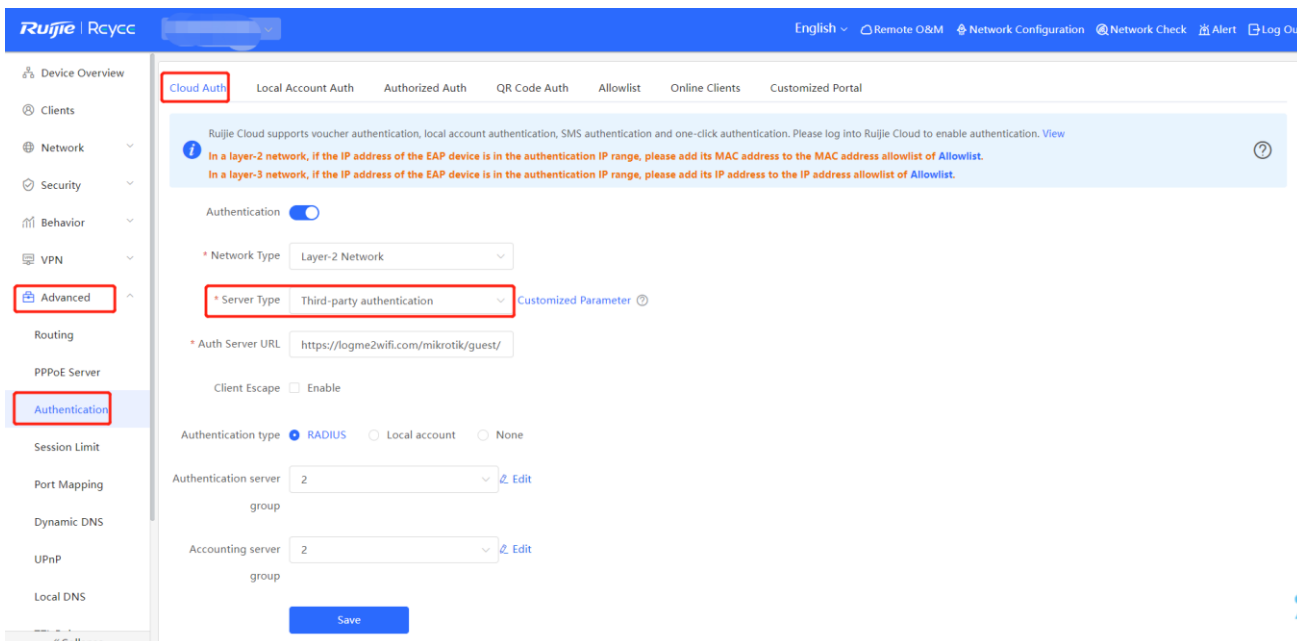 Ruijie | Rcycc
English
Remote O&M
Network Configuration
Network Check
Alert
Log Ou
Device Overview
Clients
Network
Security
Behavior
VPN
Advanced
Routing
PPPoE Server
Authentication
Session Limit
Port Mapping
Dynamic DNS
UPnP
Local DNS
Cloud Auth
Local Account Auth
Authorized Auth
QR Code Auth
Allowlist
Online Clients
Customized Portal
Ruijie Cloud supports voucher authentication, local account authentication, SMS authentication and one-click authentication. Please log into Ruijie Cloud to enable authentication. View
In a layer-2 network, if the IP address of the EAP device is in the authentication IP range, please add its MAC address to the MAC address allowlist of Allowlist.
In a layer-3 network, if the IP address of the EAP device is in the authentication IP range, please add its IP address to the IP address allowlist of Allowlist.
Authentication
* Network Type Layer-2 Network
* Server Type Third-party authentication Customized Parameter
* Auth Server URL https://logme2wifi.com/mikrotik/guest/
Client Escape Enable
Authentication type RADIUS Local account None
Authentication server 2 Edit
group
Accounting server 2 Edit
group
Save